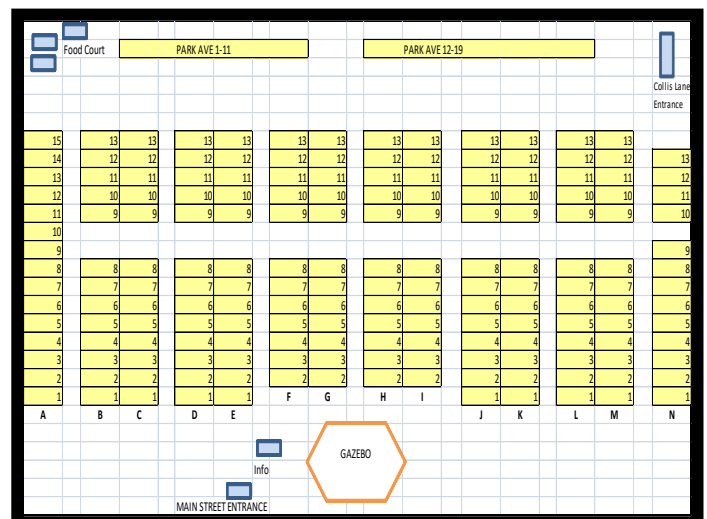 Food Court PARK AVE 1-11 PARK AVE 12-19
Collis Lane
Entrance
15 13 13 13 13 13 13 13 13 13 13 13 13
14 12 12 12 12 12 12 12 12 12 12 12 12 13
13 11 11 11 11 11 11 11 11 11 11 11 11 12
12 10 10 10 10 10 10 10 10 10 10 10 10 11
11 9 9 9 9 9 9 9 9 9 9 9 9 10
10
9 9
8 8 8 8 8 8 8 8 8 8 8 8 8 8
7 7 7 7 7 7 7 7 7 7 7 7 7 7
6 6 6 6 6 6 6 6 6 6 6 6 6 6
5 5 5 5 5 5 5 5 5 5 5 5 5 5
4 4 4 4 4 4 4 4 4 4 4 4 4 4
3 3 3 3 3 3 3 3 3 3 3 3 3 3
2 2 2 2 2 2 2 2 2 2 2 2 2 2
1 1 1 1 1 F G H I 1 1 1 1 1
A B C D E J K L M N
GAZEBO
Info
MAIN STREET ENTRANCE